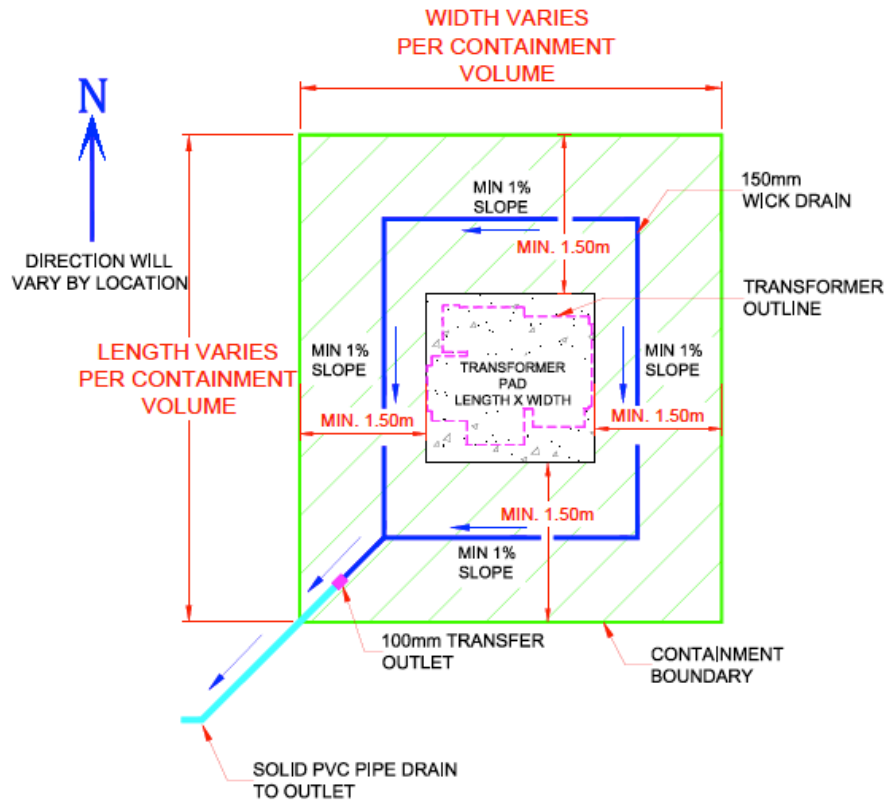 WIDTH VARIES
PER CONTAINMENT
VOLUME
N
DIRECTION WILL
VARY BY LOCATION
MIN 1%
SLOPE
150mm
WICK DRAIN
MIN. 1.50m
TRANSFORMER
OUTLINE
LENGTH VARIES
PER CONTAINMENT
VOLUME
MIN 1%
SLOPE
TRANSFORMER
PAD
LENGTH X WIDTH
MIN 1%
SLOPE
MIN. 1.50m
MIN. 1.50m
MIN. 1.50m
MIN 1%
SLOPE
100mm TRANSFER
OUTLET
CONTAINMENT
BOUNDARY
SOLID PVC PIPE DRAIN
TO OUTLET